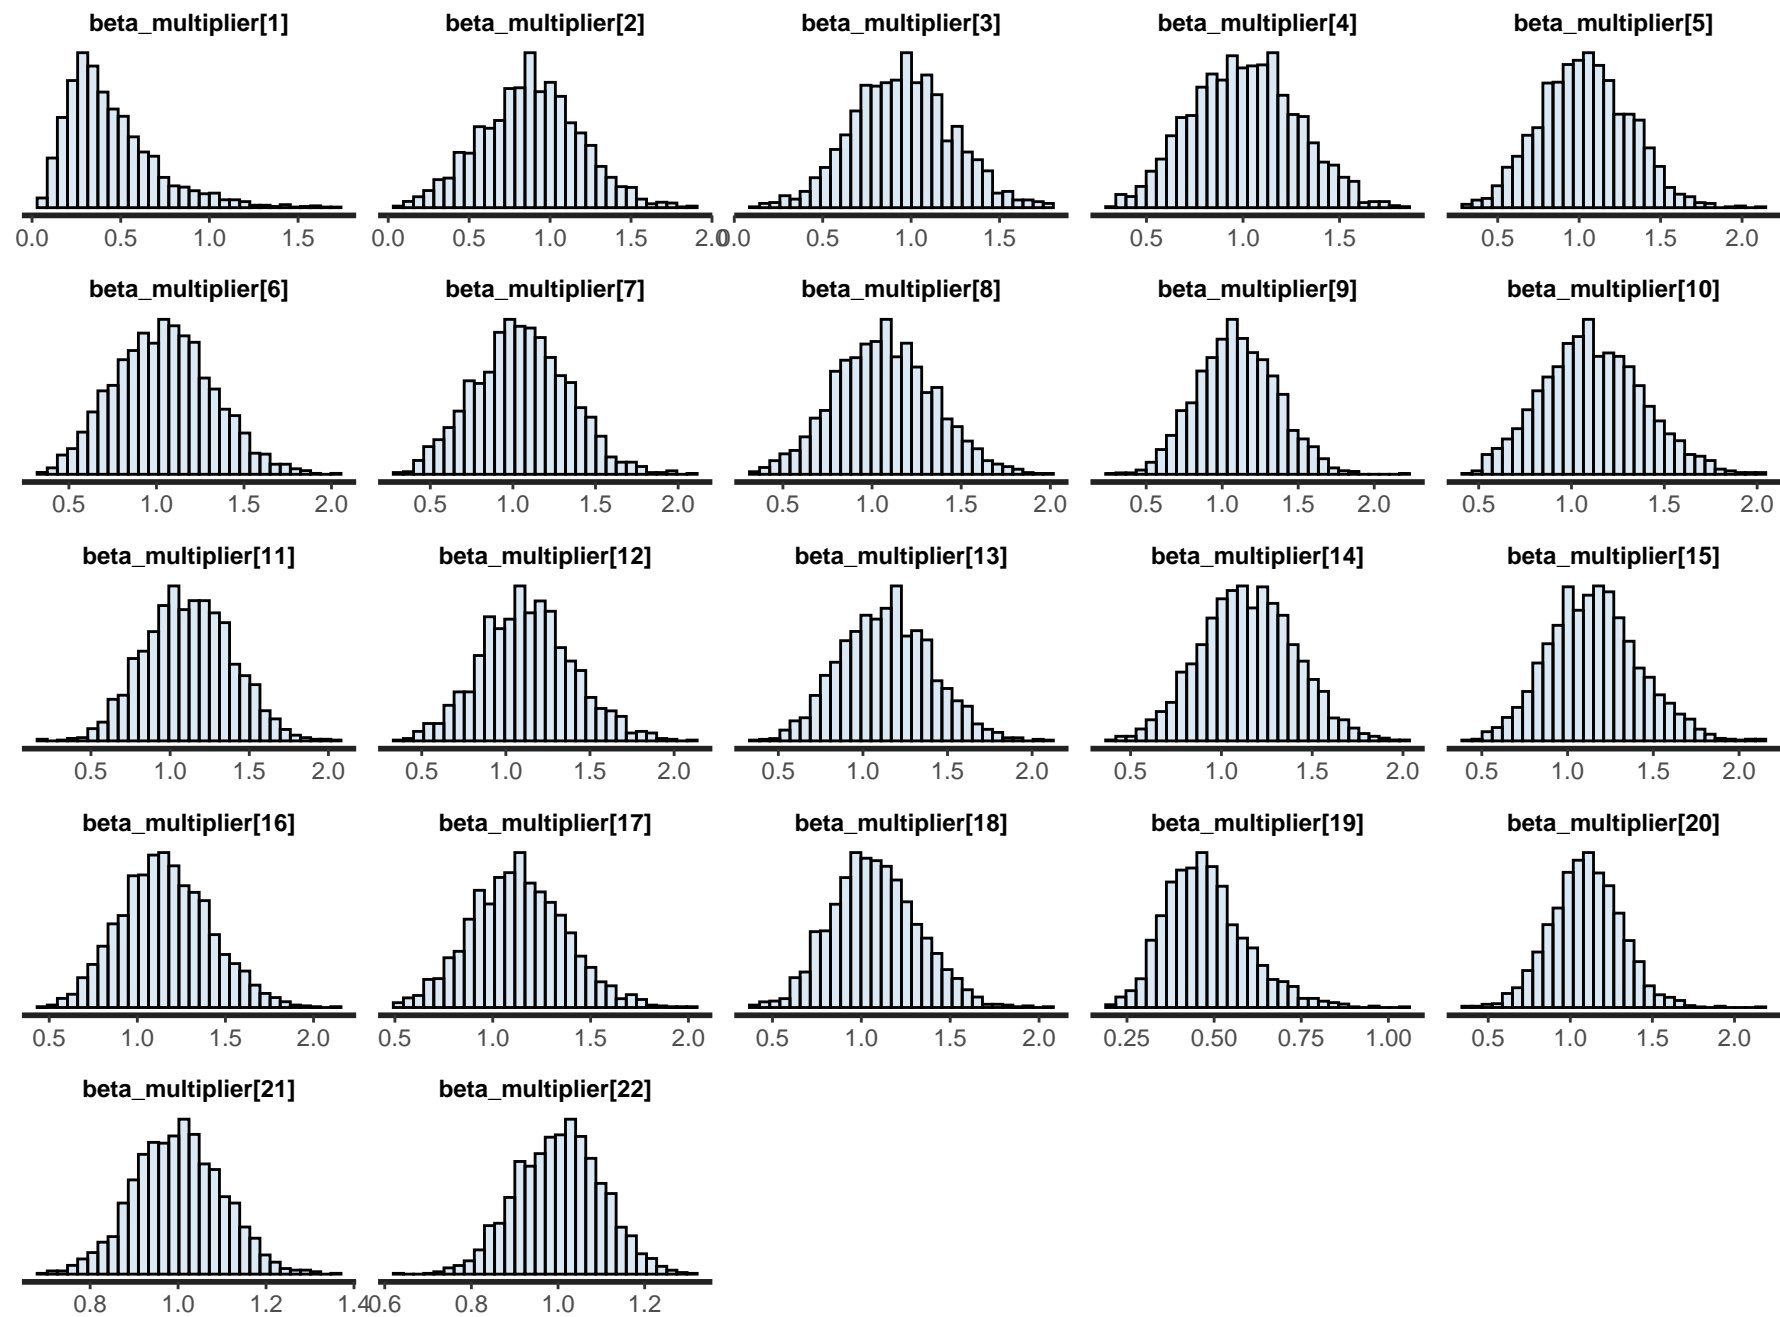 beta_multiplier[1] beta_multiplier[2] beta_multiplier[3] beta_multiplier[4] beta_multiplier[5]
0.0 0.5 1.0 1.5 0.0 0.5 1.0 1.5 2.0 0.0 0.5 1.0 1.5 0.5 1.0 1.5 0.5 1.0 1.5 2.0
beta_multiplier[6] beta_multiplier[7] beta_multiplier[8] beta_multiplier[9] beta_multiplier[10]
0.5 1.0 1.5 2.0 0.5 1.0 1.5 2.0 0.5 1.0 1.5 2.0 0.5 1.0 1.5 2.0 0.5 1.0 1.5 2.0
beta_multiplier[11] beta_multiplier[12] beta_multiplier[13] beta_multiplier[14] beta_multiplier[15]
0.5 1.0 1.5 2.0 0.5 1.0 1.5 2.0 0.5 1.0 1.5 2.0 0.5 1.0 1.5 2.0 0.5 1.0 1.5 2.0
beta_multiplier[16] beta_multiplier[17] beta_multiplier[18] beta_multiplier[19] beta_multiplier[20]
0.5 1.0 1.5 2.0 0.5 1.0 1.5 2.0 0.5 1.0 1.5 2.0 0.25 0.50 0.75 1.00 0.5 1.0 1.5 2.0
beta_multiplier[21] beta_multiplier[22]
0.8 1.0 1.2 1.4 0.6 0.8 1.0 1.2